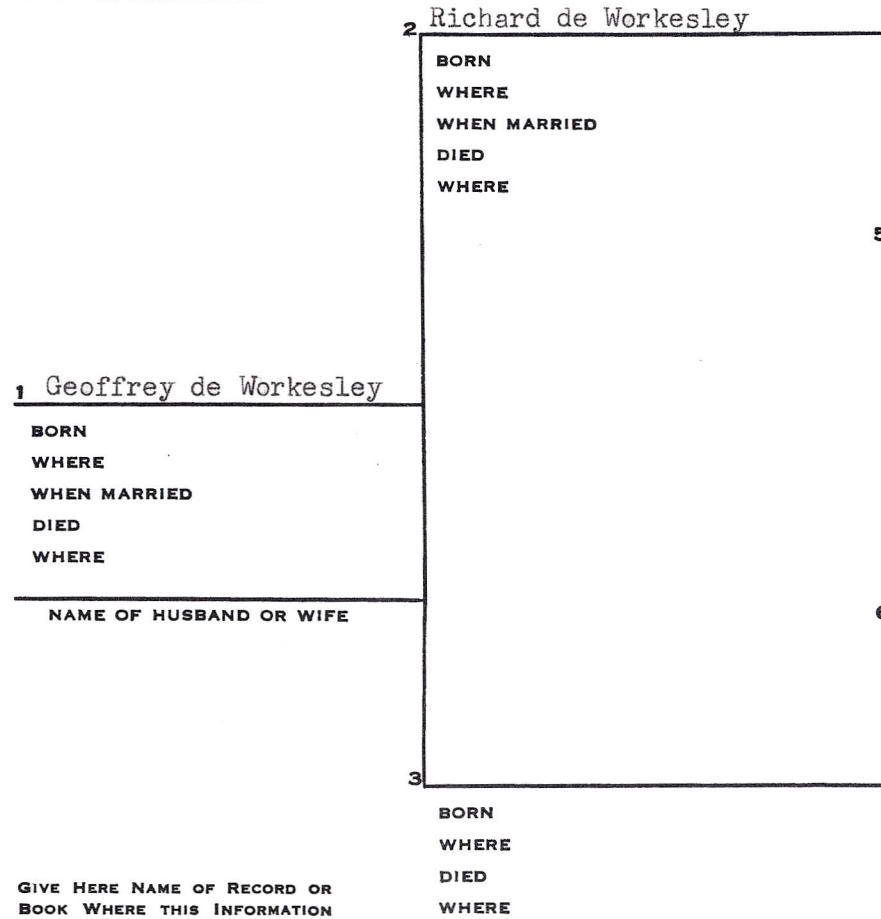 2 Richard de Workesley
BORN
WHERE
WHEN MARRIED
DIED
WHERE
5
1 Geoffrey de Workesley
BORN
WHERE
WHEN MARRIED
DIED
WHERE
NAME OF HUSBAND OR WIFE
3
BORN
WHERE
DIED
WHERE
GIVE HERE NAME OF RECORD OR
BOOK WHERE THIS INFORMATION